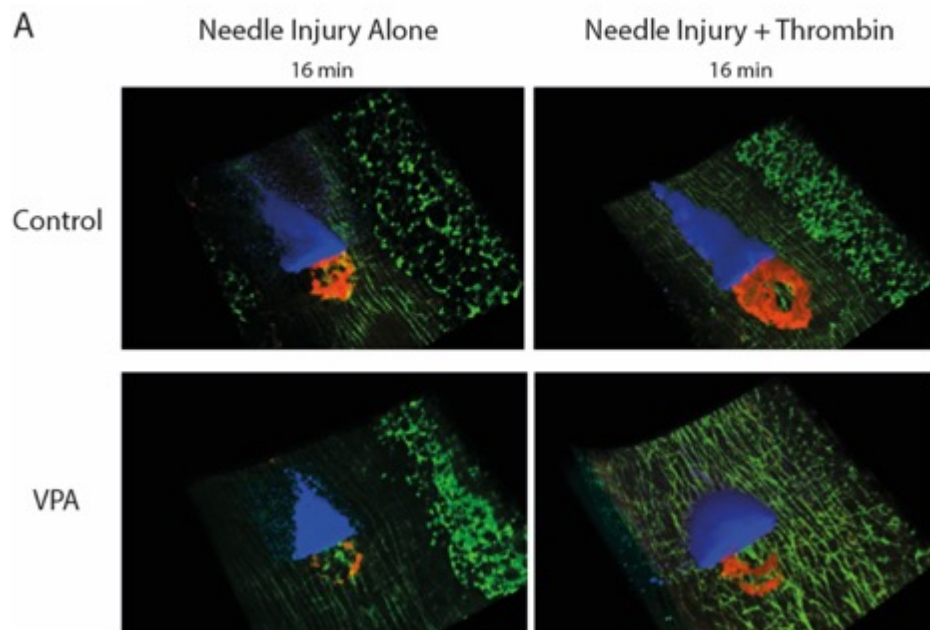 A
Needle Injury Alone
Needle Injury + Thrombin
16 min
16 min
Control
VPA